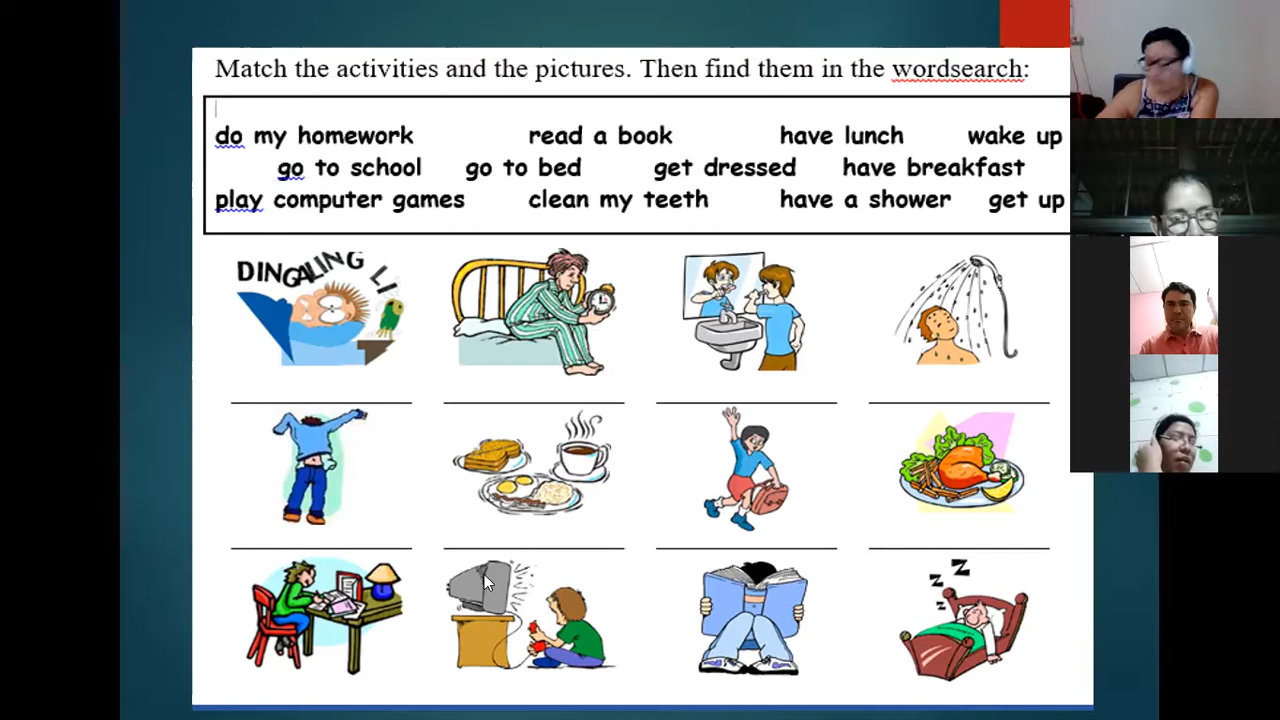 Match the activities and the pictures. Then find them in the wordsearch:
do my homework read a book have lunch wake up
go to school go to bed get dressed have breakfast
play computer games clean my teeth have a shower get up
DINGALING LI
z z z